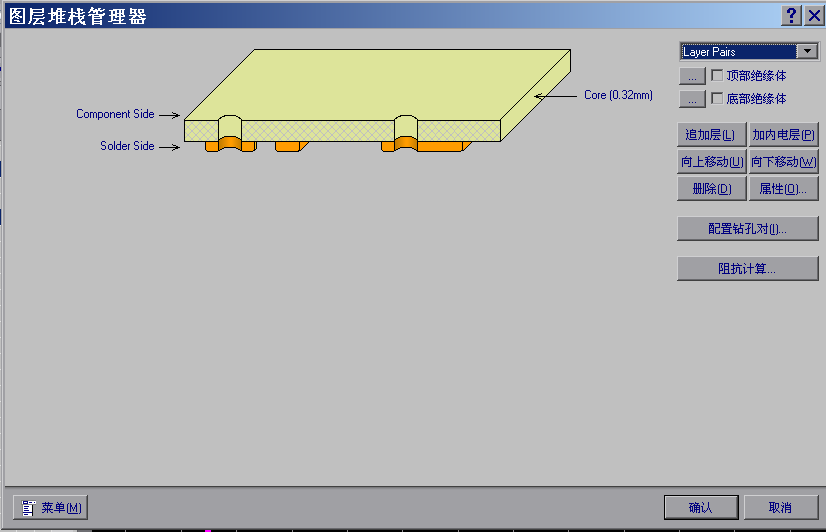 图层堆栈管理器
Layer Pairs
... 顶部绝缘体
... 底部绝缘体
Component Side
Core (0.32mm)
Solder Side
追加层(L) 加内电层(P)
向上移动(U) 向下移动(W)
删除(D) 属性(O)...
配置钻孔对(I)...
阻抗计算...
菜单(M)
确认 取消